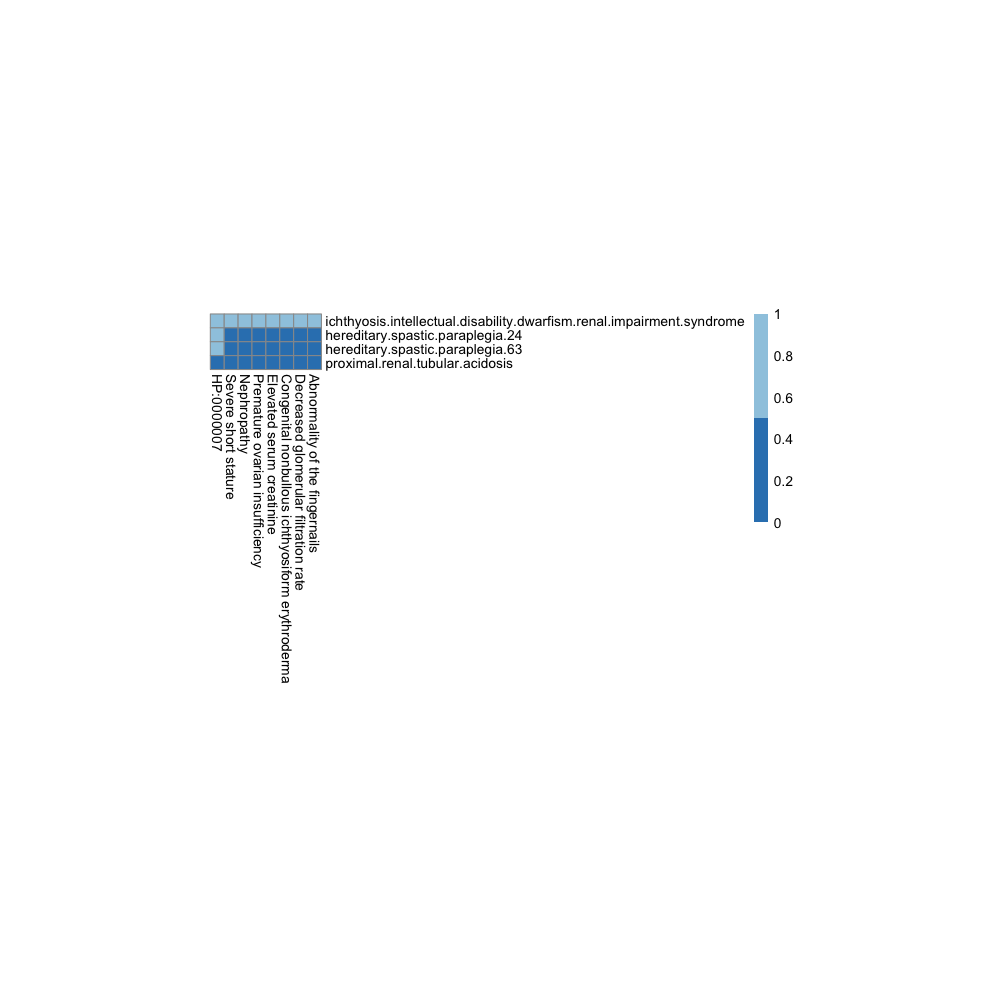 ichthyosis.intellectual.disability.dwarfism.renal.impairment.syndrome
hereditary.spastic.paraplegia.24
hereditary.spastic.paraplegia.63
proximal.renal.tubular.acidosis
HP:0000007
Severe short stature
Nephropathy
Premature ovarian insufficiency
Elevated serum creatinine
Congenital nonbullous ichthyosiform erythroderma
Decreased glomerular filtration rate
Abnormality of the fingernails
1
0.8
0.6
0.4
0.2
0